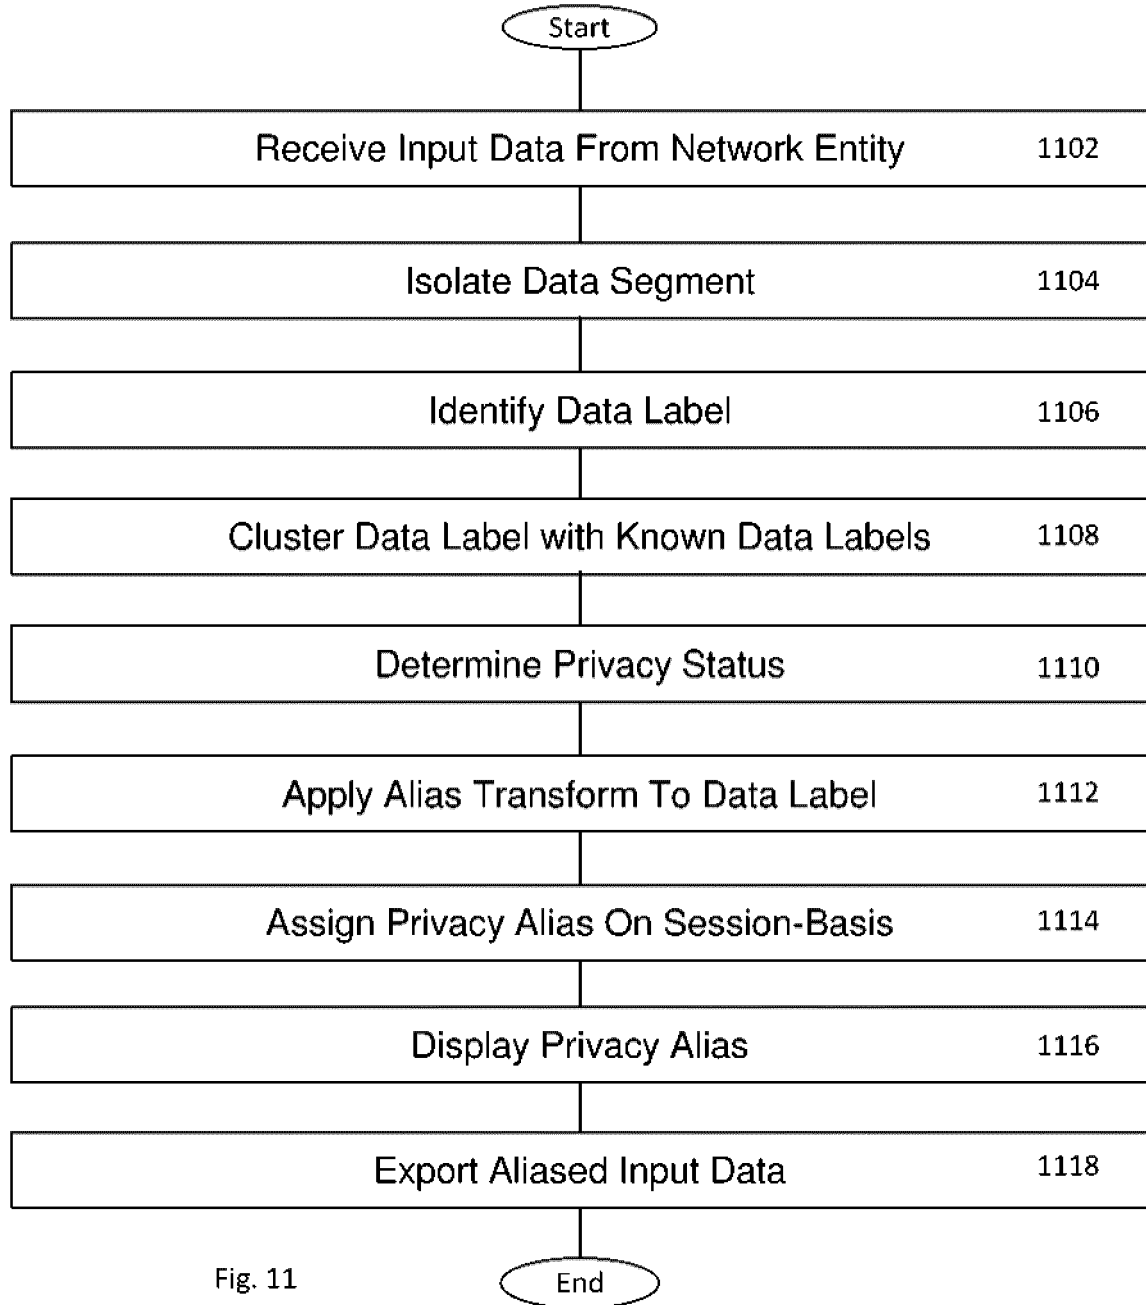 Start
Receive Input Data From Network Entity 1102
Isolate Data Segment 1104
Identify Data Label 1106
Cluster Data Label with Known Data Labels 1108
Determine Privacy Status 1110
Apply Alias Transform To Data Label 1112
Assign Privacy Alias On Session-Basis 1114
Display Privacy Alias 1116
Export Aliased Input Data 1118
Fig. 11
End